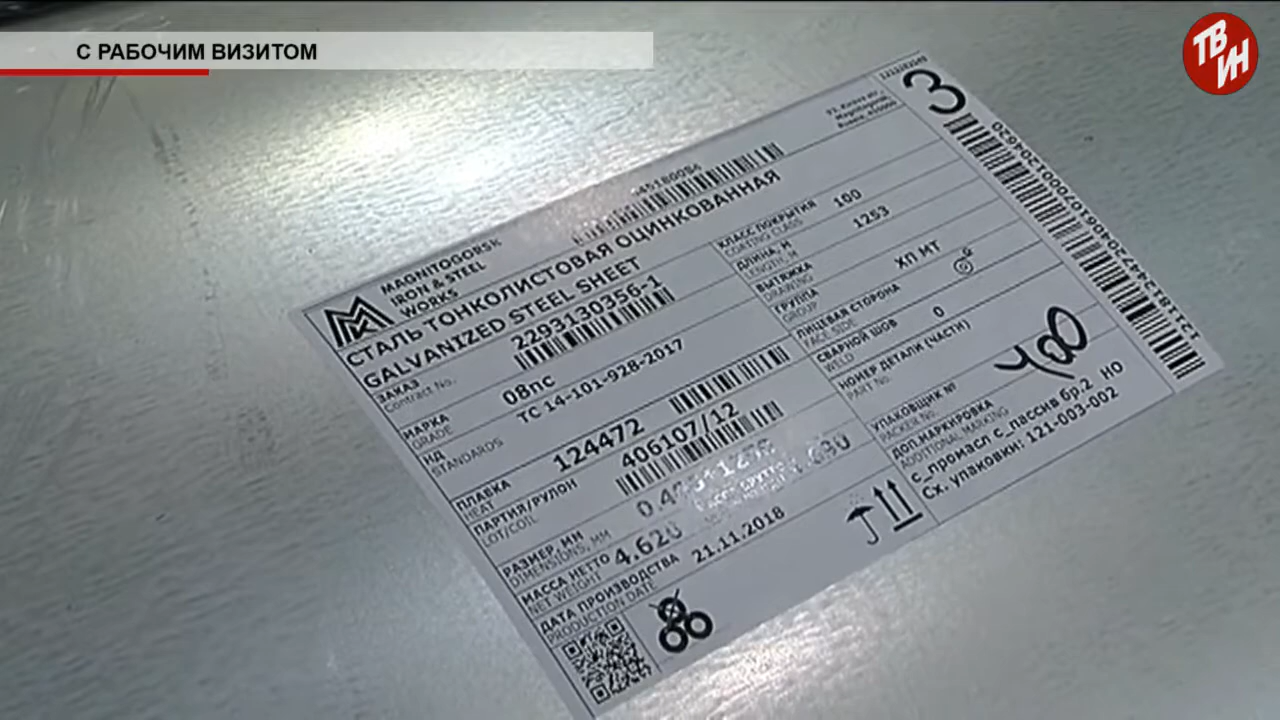 С РАБОЧИМ ВИЗИТОМ
ТВ
ИН
MAGNITOGORSK
IRON & STEEL
WORKS
3
СТАЛЬ ТОНКОЛИСТОВАЯ ОЦИНКОВАННАЯ
GALVANIZED STEEL SHEET
ЗАКАЗ
Contract No.
2293130356-1
МАРКА
GRADE
08пс
НД
STANDARDS
ТС 14-101-928-2017
ПЛАВКА
HEAT
124472
ПАРТИЯ/РУЛОН
LOT/COIL
406107/12
РАЗМЕР, ММ
DIMENSIONS, MM
МАССА НЕТТО
NET WEIGHT
4.620
ДАТА ПРОИЗВОДСТВА
PRODUCTION DATE
21.11.2018
КЛАСС ПОКРЫТИЯ
COATING CLASS
100
ДЛИНА, М
LENGTH, M
1253
ВЫТЯЖКА
DRAWING
ГРУППА
GROUP
ХП МТ
ЛИЦЕВАЯ СТОРОНА
FACE SIDE
СВАРНОЙ ШОВ
WELD
0
НОМЕР ДЕТАЛИ (ЧАСТИ)
PART No.
УПАКОВЩИК №
PACKER No.
ДОП.МАРКИРОВКА
ADDITIONAL MARKING
с_промасл с_пассив бр.2 НО
Сх. упаковки: 121-003-002